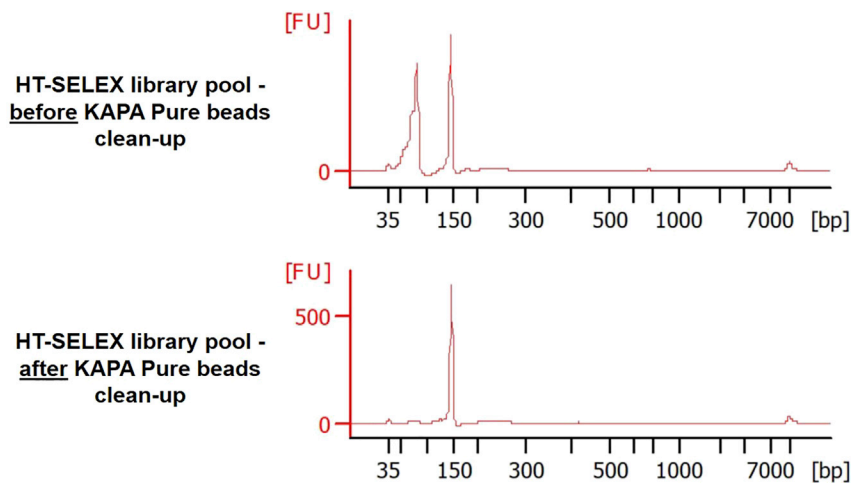 [FU]
HT-SELEX library pool -
before KAPA Pure beads
clean-up
0
35 150 300 500 1000 7000 [bp]
[FU]
500
HT-SELEX library pool -
after KAPA Pure beads
clean-up
0
35 150 300 500 1000 7000 [bp]